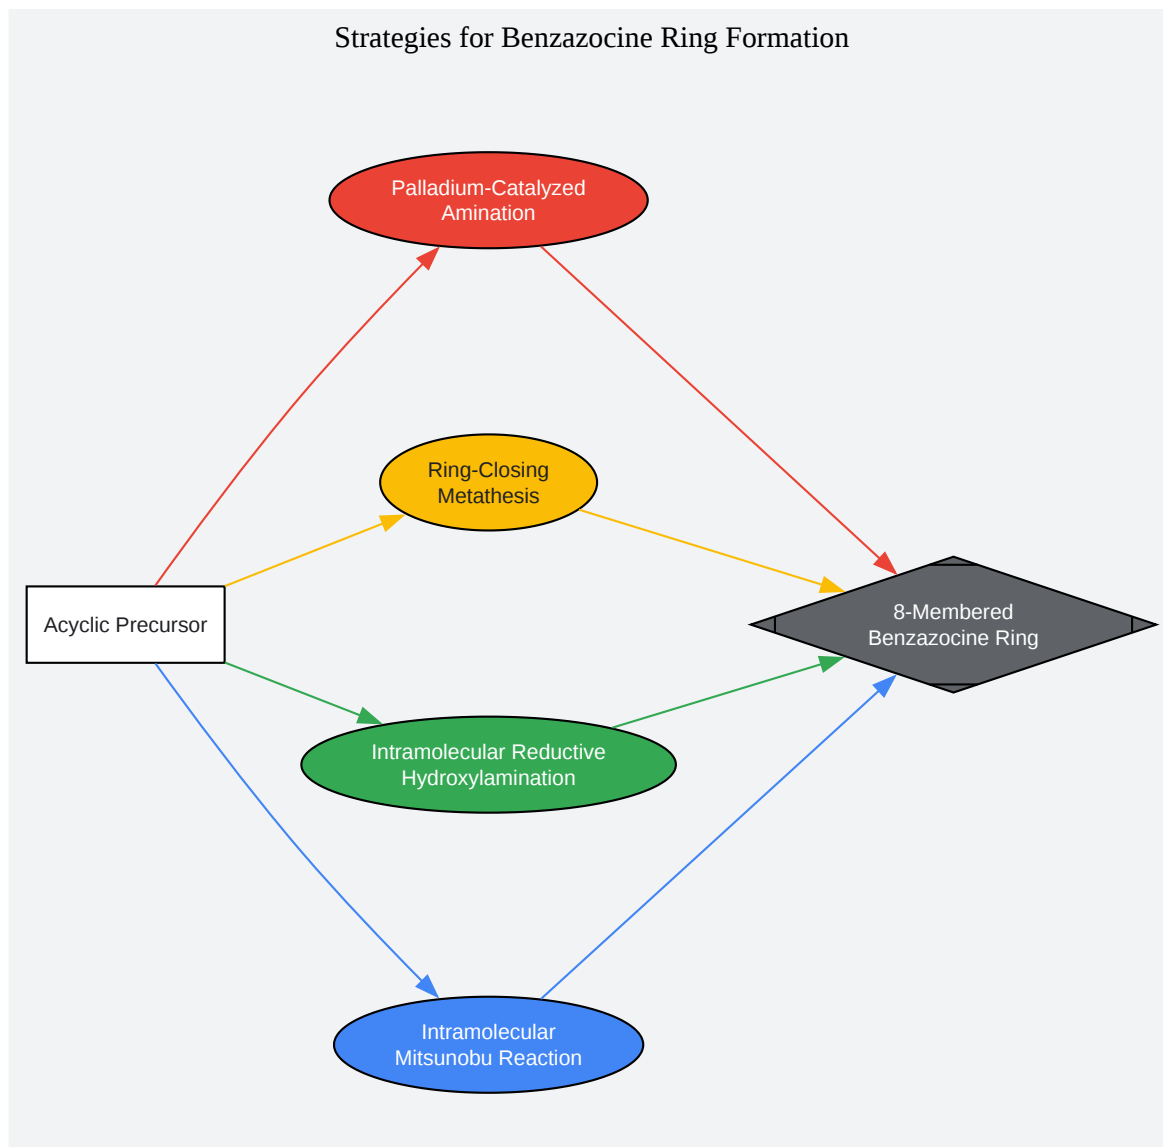 Strategies for Benzazocine Ring Formation
Palladium-Catalyzed
Amination
Ring-Closing
Metathesis
Acyclic Precursor
8-Membered
Benzazocine Ring
Intramolecular Reductive
Hydroxylamination
Intramolecular
Mitsunobu Reaction